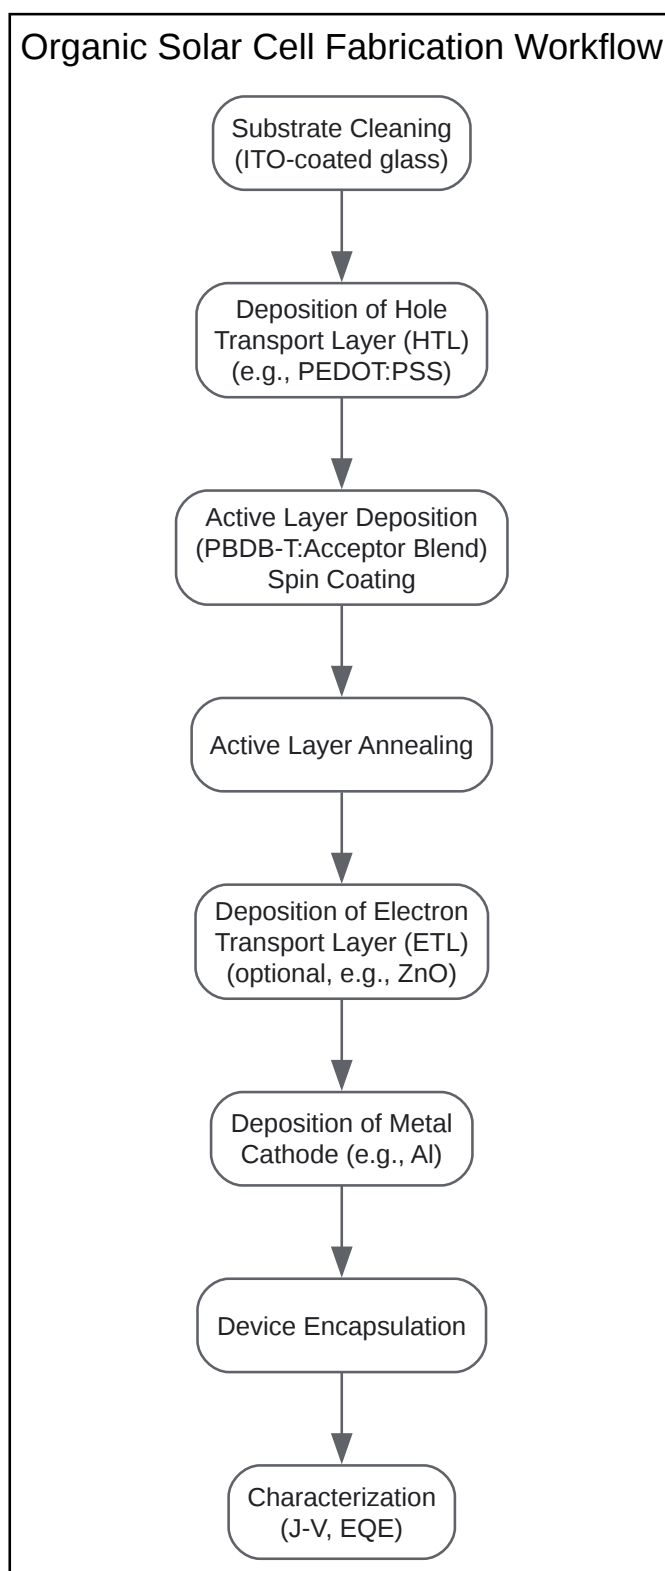 Organic Solar Cell Fabrication Workflow
Substrate Cleaning
(ITO-coated glass)
Deposition of Hole
Transport Layer (HTL)
(e.g., PEDOT:PSS)
Active Layer Deposition
(PBDB-T:Acceptor Blend)
Spin Coating
Active Layer Annealing
Deposition of Electron
Transport Layer (ETL)
(optional, e.g., ZnO)
Deposition of Metal
Cathode (e.g., Al)
Device Encapsulation
Characterization
(J-V, EQE)